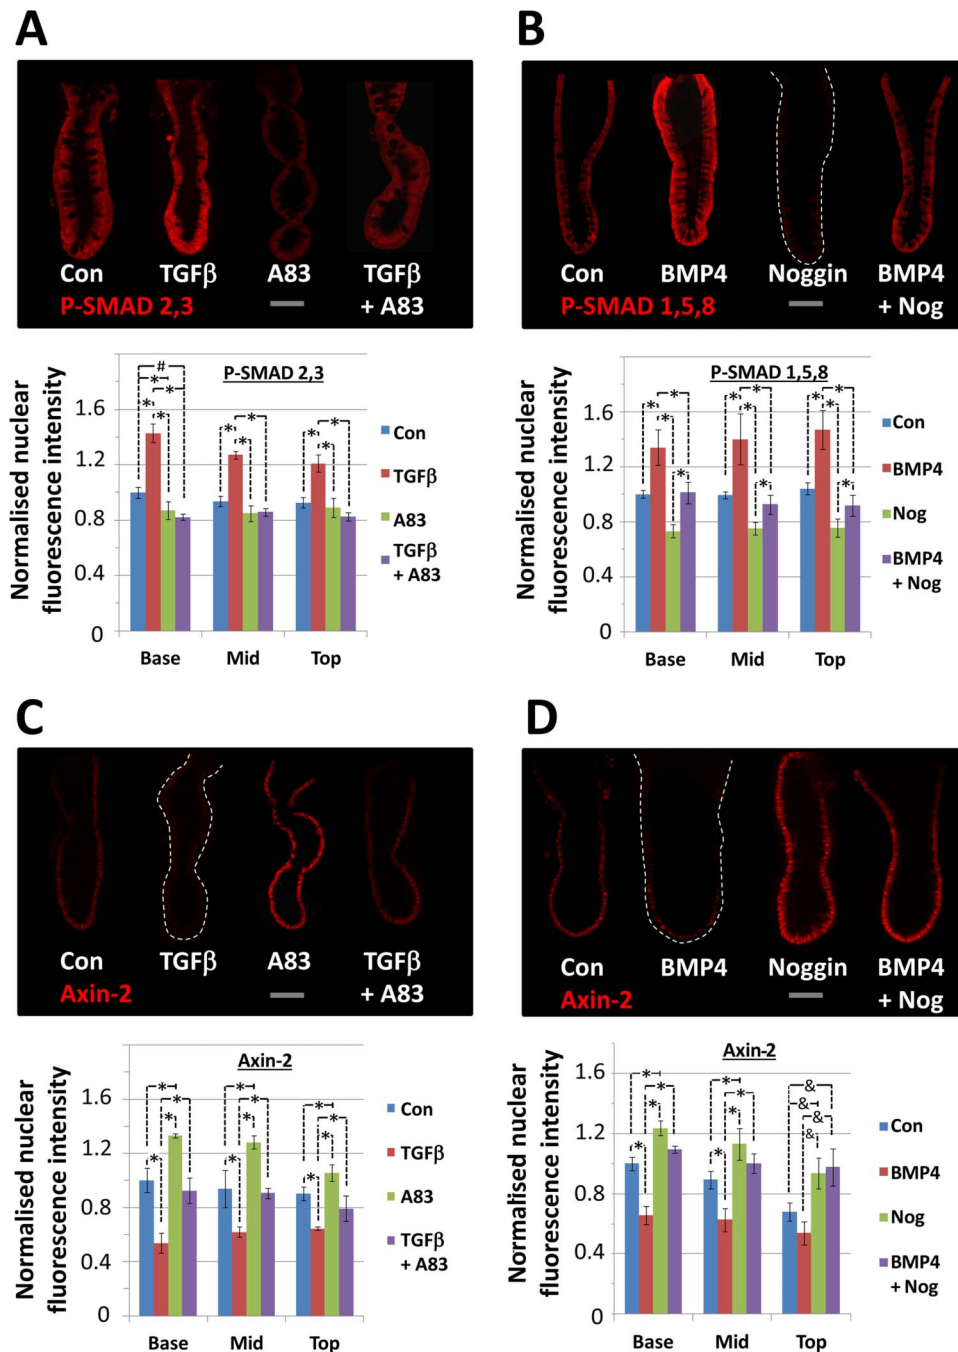 A
Con TGFβ A83 TGFβ
P-SMAD 2,3 + A83
Normalised nuclear
fluorescence intensity
P-SMAD 2,3
#
*
*
* * *
* * *
* * *
1.6
1.2
0.8
0.4
0
Base Mid Top
Con
TGFβ
A83
TGFβ
+ A83
B
Con BMP4 Noggin BMP4
P-SMAD 1,5,8 + Nog
Normalised nuclear
fluorescence intensity
P-SMAD 1,5,8
* * *
* * * * * *
* * *
1.6
1.2
0.8
0.4
0
Base Mid Top
Con
BMP4
Nog
BMP4
+ Nog
C
Con TGFβ A83 TGFβ
Axin-2 + A83
Normalised nuclear
fluorescence intensity
Axin-2
* * *
* * *
* * *
* * *
1.6
1.2
0.8
0.4
0
Base Mid Top
Con
TGFβ
A83
TGFβ
+ A83
D
Con BMP4 Noggin BMP4
Axin-2 + Nog
Normalised nuclear
fluorescence intensity
Axin-2
* * &
* * &
* * &
* * &
1.6
1.2
0.8
0.4
0
Base Mid Top
Con
BMP4
Nog
BMP4
+ Nog